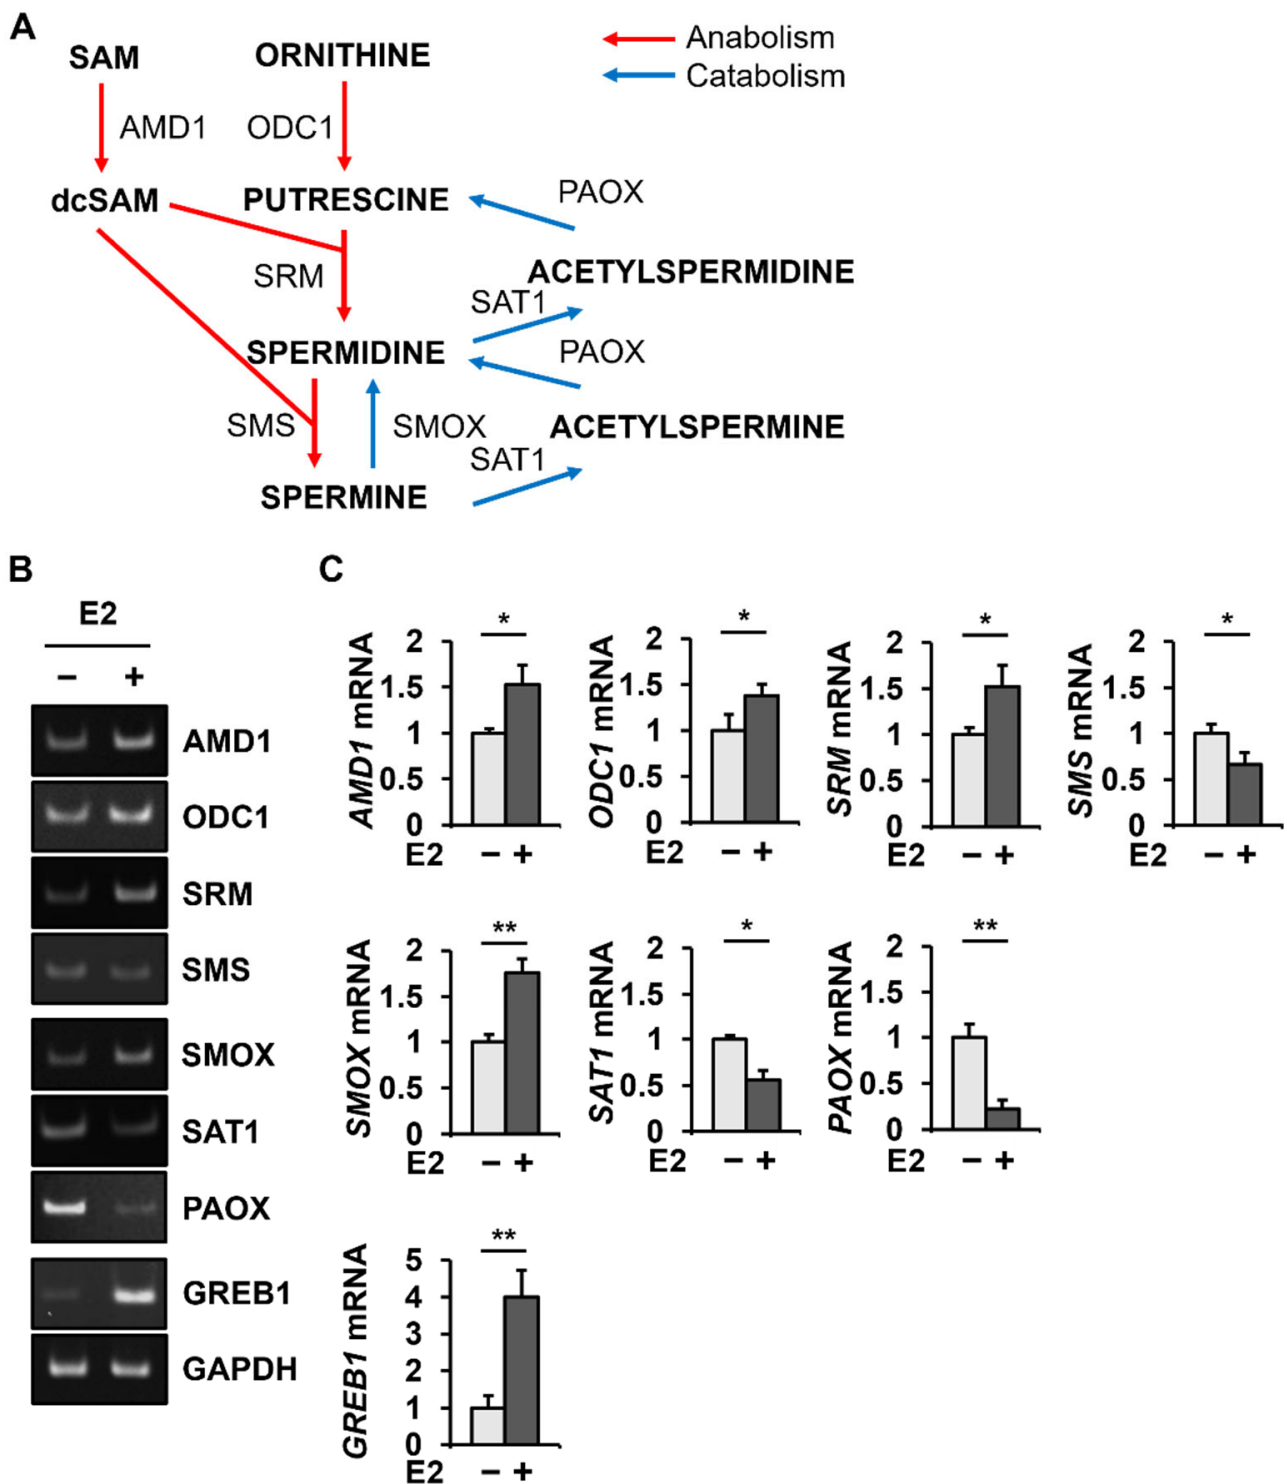 A
SAM
ORNITHINE
Anabolism
Catabolism
AMD1
ODC1
dcSAM
PUTRESCINE
PAOX
SRM
ACETYLSPERMIDINE
SAT1
SPERMIDINE
PAOX
SMS
SMOX
ACETYLSPERMINE
SAT1
SPERMINE
B
E2
– +
AMD1
ODC1
SRM
SMS
SMOX
SAT1
PAOX
GREB1
GAPDH
C
AMD1 mRNA
2
1.5
1
0.5
0
*
E2 – +
ODC1 mRNA
2
1.5
1
0.5
0
*
E2 – +
SRM mRNA
2
1.5
1
0.5
0
*
E2 – +
SMS mRNA
2
1.5
1
0.5
0
*
E2 – +
SMOX mRNA
2
1.5
1
0.5
0
**
E2 – +
SAT1 mRNA
2
1.5
1
0.5
0
*
E2 – +
PAOX mRNA
2
1.5
1
0.5
0
**
E2 – +
GREB1 mRNA
5
4
3
2
1
0
**
E2 – +